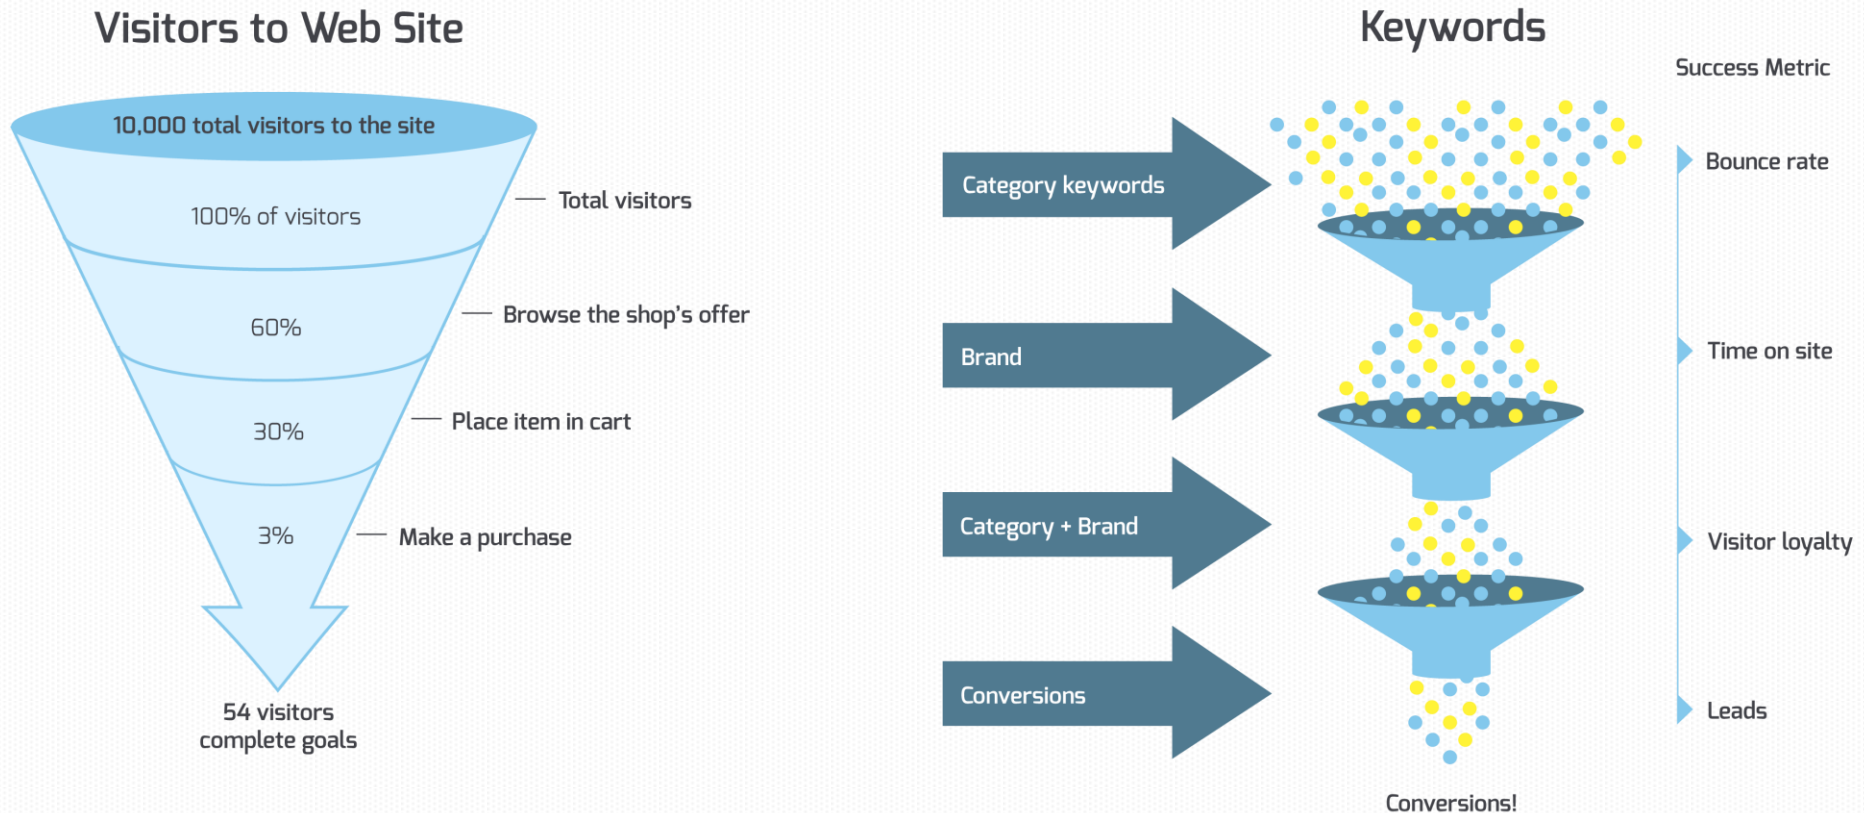 Visitors to Web Site
10,000 total visitors to the site
100% of visitors
Total visitors
60%
Browse the shop’s offer
30%
Place item in cart
3%
Make a purchase
54 visitors
complete goals
Keywords
Success Metric
Category keywords
Bounce rate
Brand
Time on site
Category + Brand
Visitor loyalty
Conversions
Leads
Conversions!